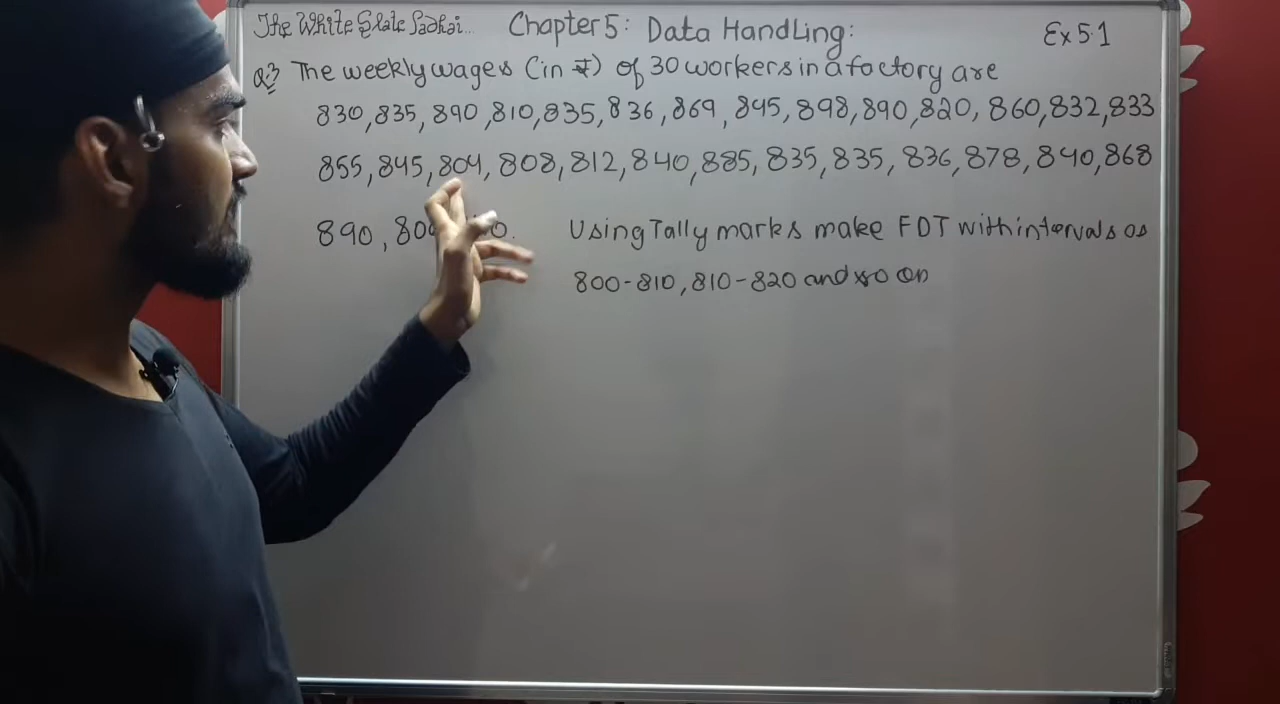 The White Slate Padhai... Chapter 5: Data Handling: Ex 5.1
Q.3 The weekly wages (in ₹) of 30 workers in a factory are
830, 835, 890, 810, 835, 836, 869, 845, 898, 890, 820, 860, 832, 833
855, 845, 804, 808, 812, 840, 885, 835, 835, 836, 878, 840, 868
890, Using Tally marks make FDT with intervals as
800-810, 810-820 and so on